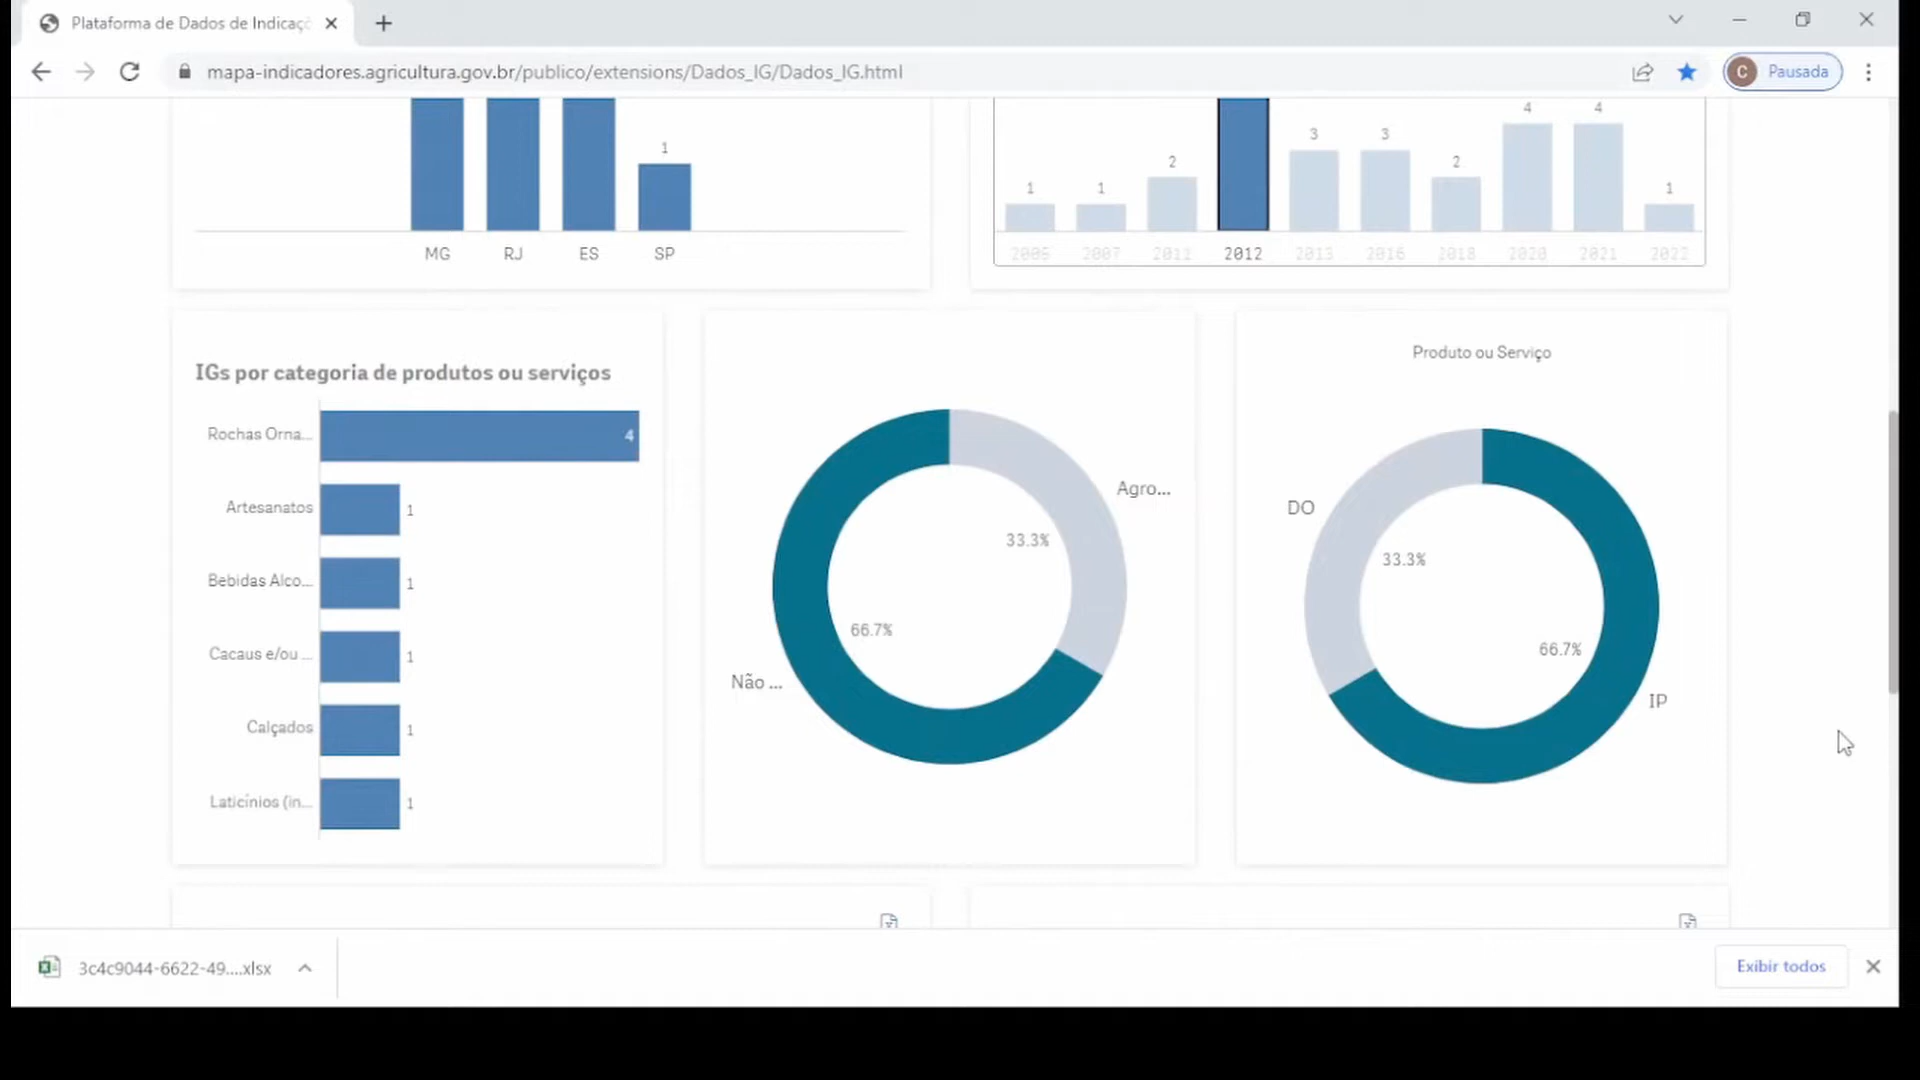 Plataforma de Dados de Indicaç
mapa-indicadores.agricultura.gov.br/publico/extensions/Dados_IG/Dados_IG.html
C Pausada
1
MG RJ ES SP
1 1 2 3 3 2 4 4 1
2007 2011 2012 2013 2016 2018 2020 2021 2022
IGs por categoria de produtos ou serviços
Rochas Orna... 4
Artesanatos 1
Bebidas Alco... 1
Cacaus e/ou ... 1
Calçados 1
Laticínios (in... 1
Agro...
33.3%
66.7%
Não ...
Produto ou Serviço
DO
33.3%
66.7%
IP
3c4c9044-6622-49....xlsx
Exibir todos